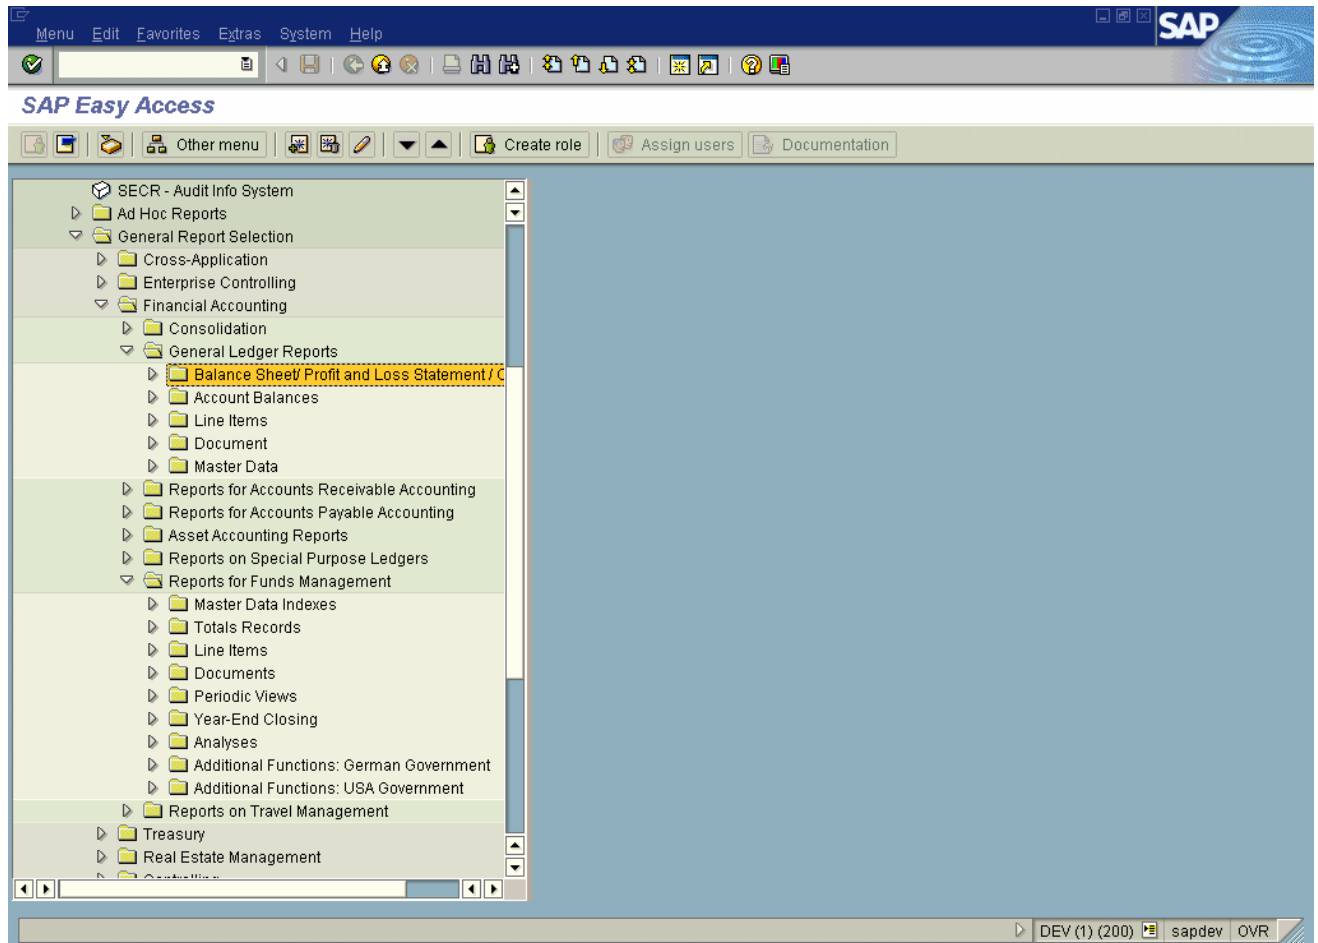 Menu Edit Favorites Extras System Help
SAP
SAP Easy Access
Other menu Create role Assign users Documentation
SECR - Audit Info System
Ad Hoc Reports
General Report Selection
Cross-Application
Enterprise Controlling
Financial Accounting
Consolidation
General Ledger Reports
Balance Sheet/ Profit and Loss Statement / C
Account Balances
Line Items
Document
Master Data
Reports for Accounts Receivable Accounting
Reports for Accounts Payable Accounting
Asset Accounting Reports
Reports on Special Purpose Ledgers
Reports for Funds Management
Master Data Indexes
Totals Records
Line Items
Documents
Periodic Views
Year-End Closing
Analyses
Additional Functions: German Government
Additional Functions: USA Government
Reports on Travel Management
Treasury
Real Estate Management
Controlling
DEV (1) (200) sapdev OVR